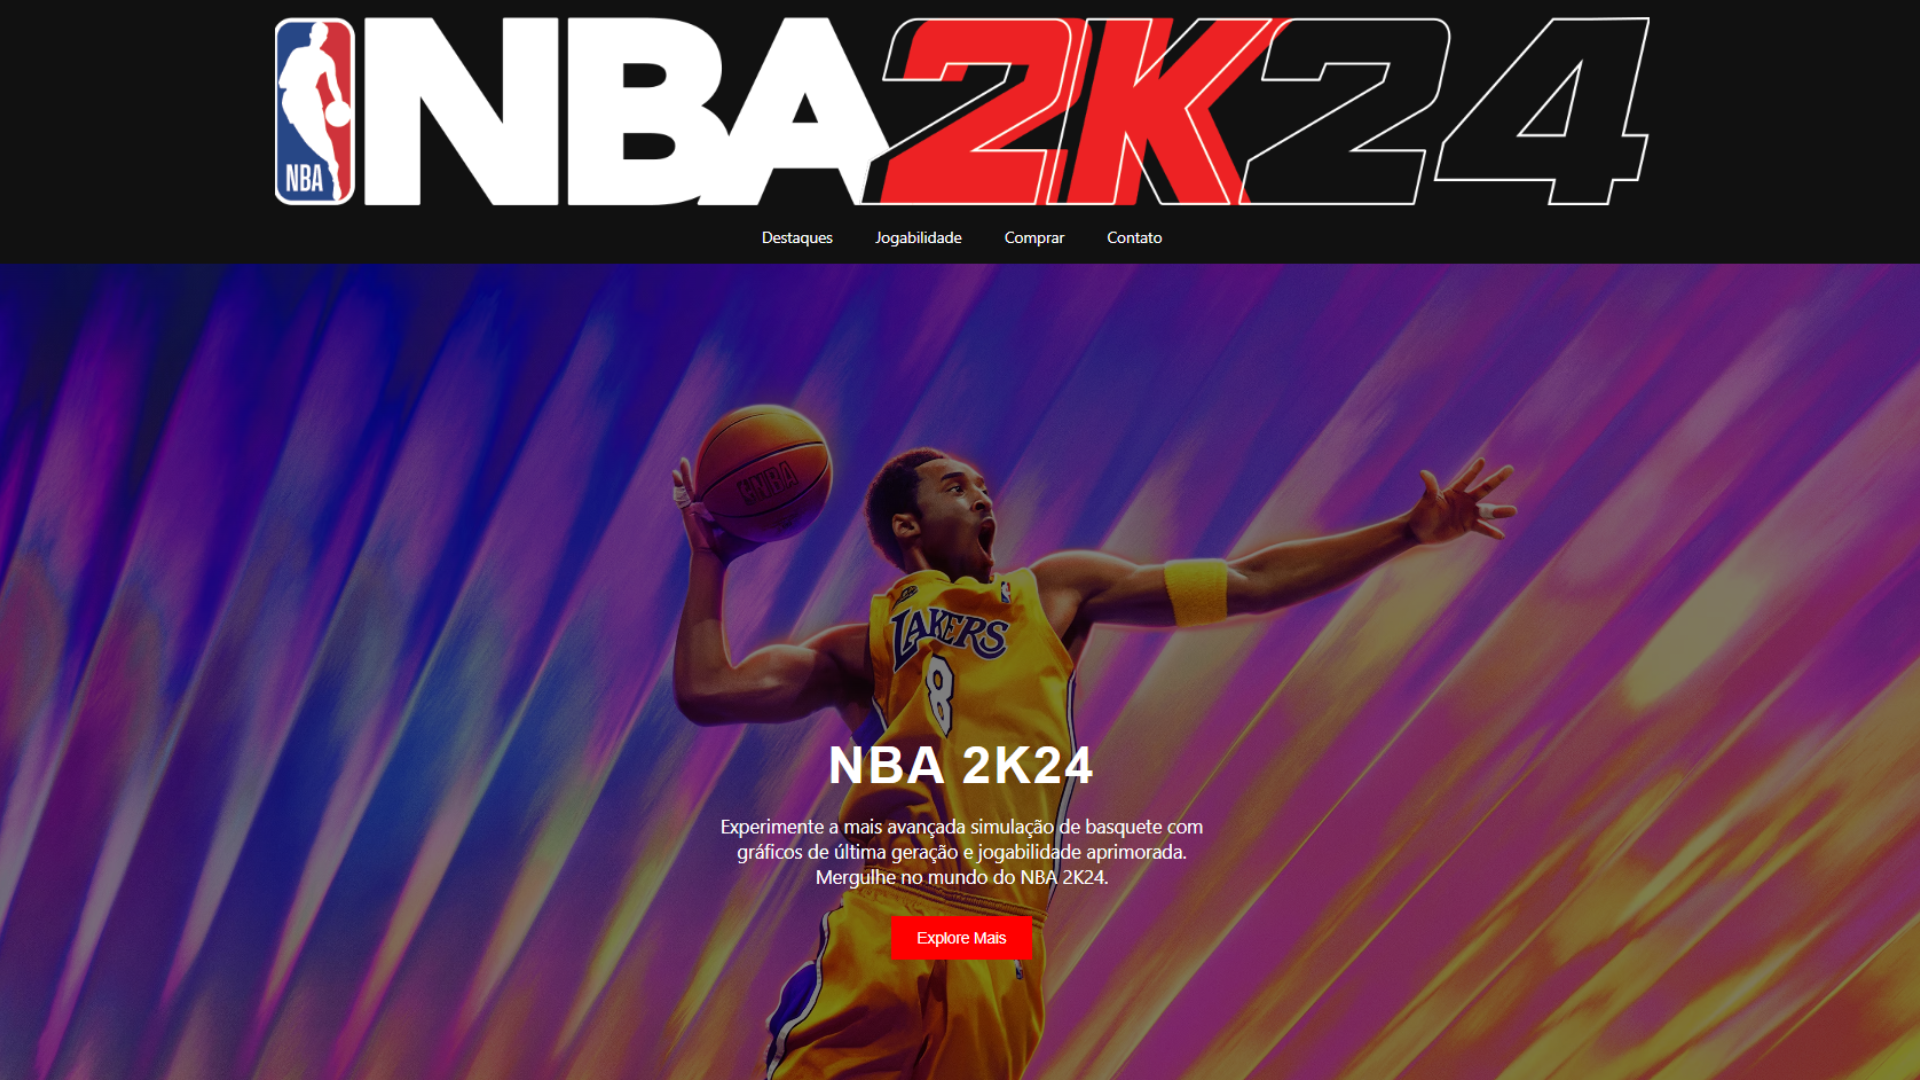 NBA
NBA2K24
Destaques
Jogabilidade
Comprar
Contato
NBA
LAKERS
8
NBA 2K24
Experimente a mais avançada simulação de basquete com
gráficos de última geração e jogabilidade aprimorada.
Mergulhe no mundo do NBA 2K24.
Explore Mais